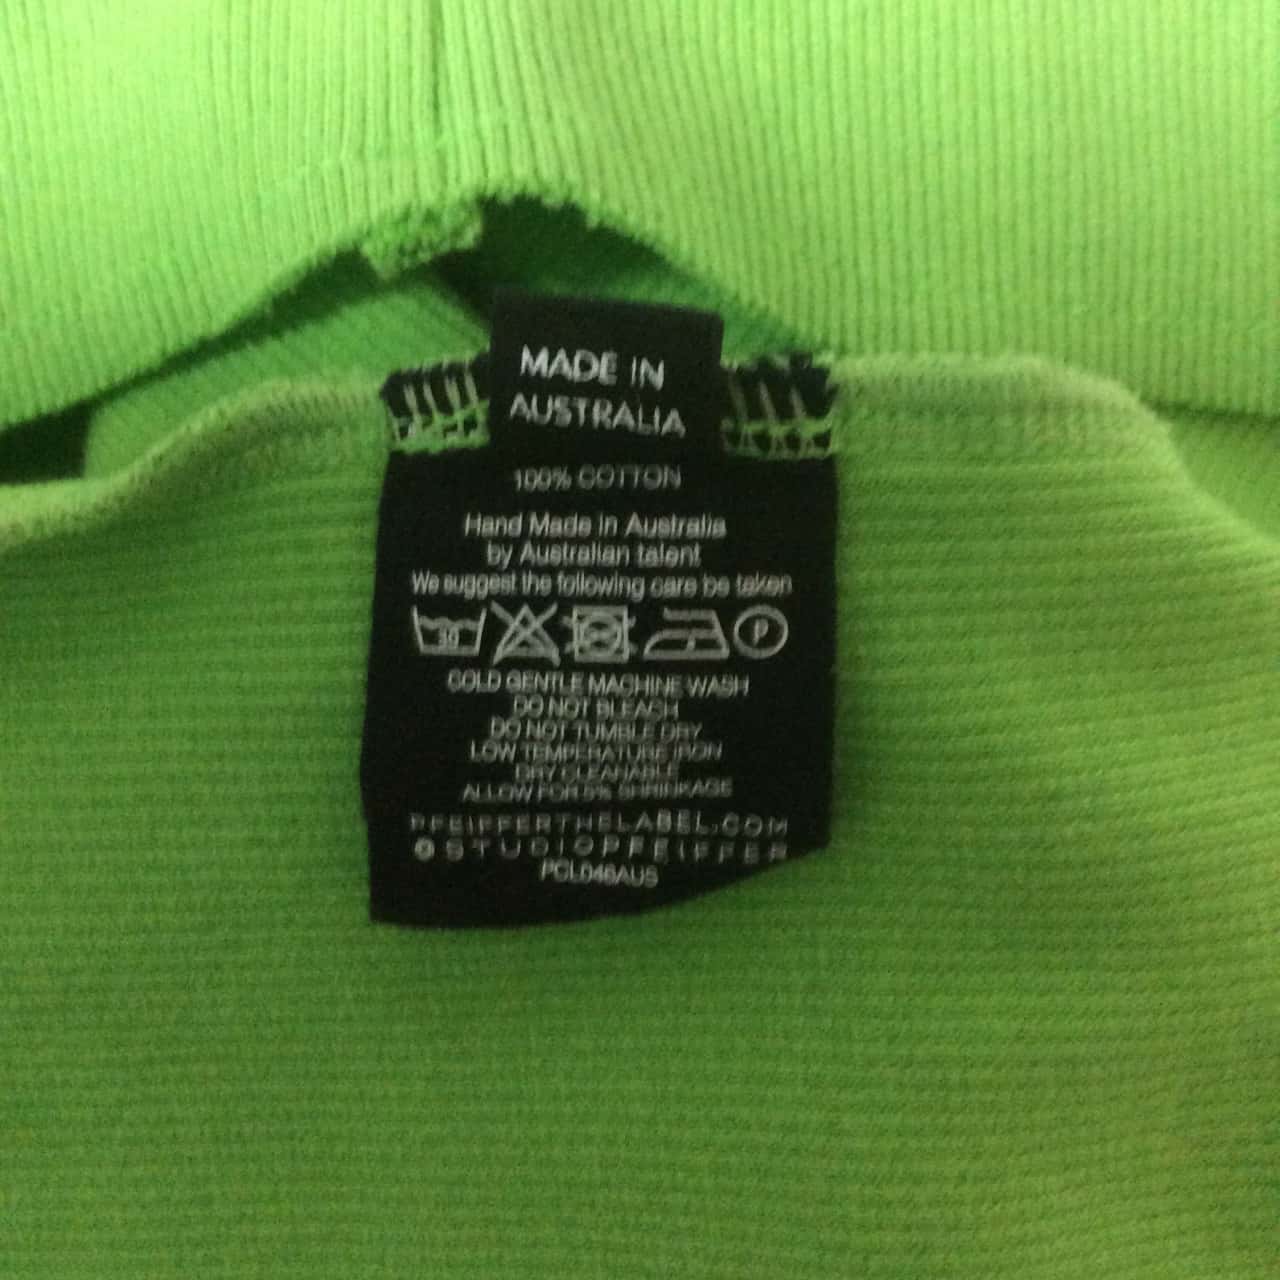 MADE IN
AUSTRALIA
100% COTTON
Hand Made in Australia
by Australian talent
We suggest the following care be taken
30 P
COLD GENTLE MACHINE WASH
DO NOT BLEACH
DO NOT TUMBLE DRY
LOW TEMPERATURE IRON
DRY CLEANABLE
ALLOW FOR 5% SHRINKAGE
PFEIFFERTHELABEL.COM
@STUDIOPFEIFFER
PCL046AUS